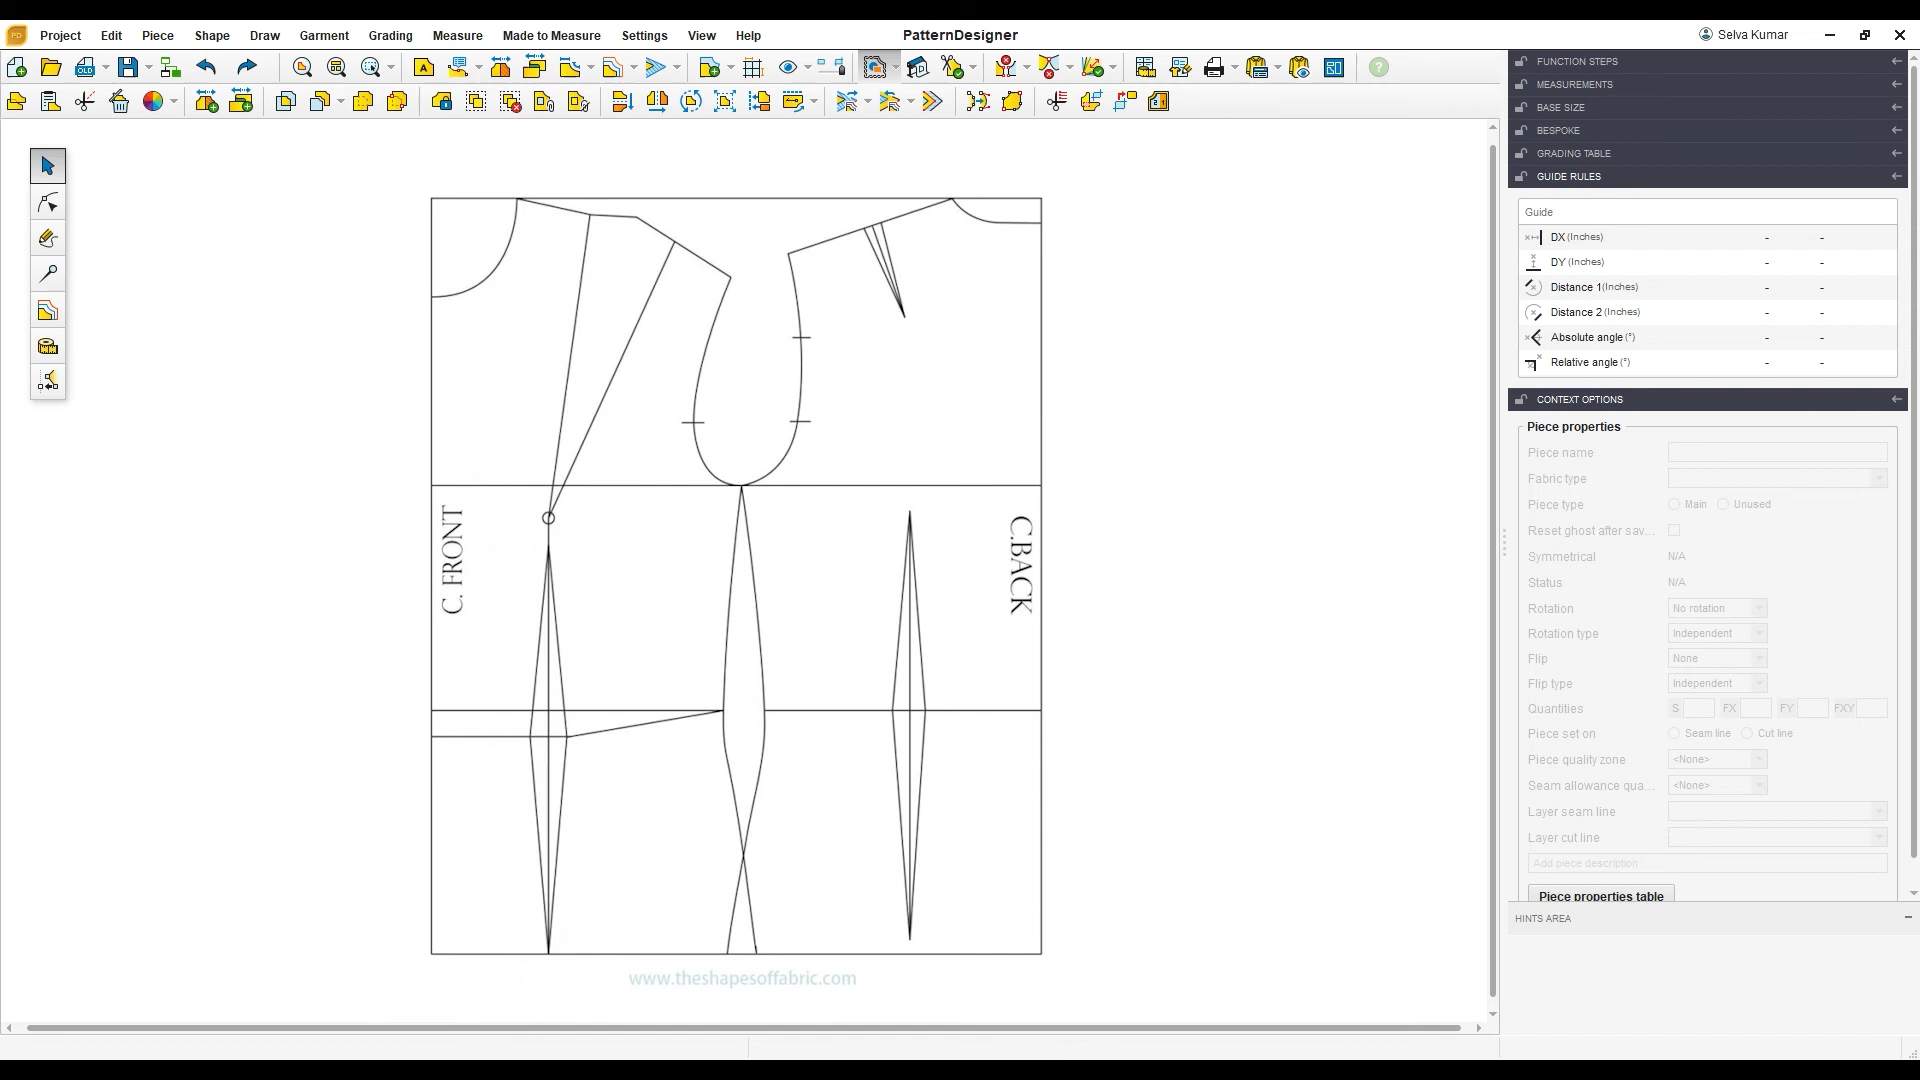 Project Edit Piece Shape Draw Garment Grading Measure Made to Measure Settings View Help
PatternDesigner
Selva Kumar
FUNCTION STEPS
MEASUREMENTS
BASE SIZE
BESPOKE
GRADING TABLE
GUIDE RULES
Guide
DX (Inches) - -
DY (Inches) - -
Distance 1(Inches) - -
Distance 2 (Inches) - -
Absolute angle (°) - -
Relative angle (°) - -
CONTEXT OPTIONS
Piece properties
Piece name
Fabric type
Piece type Main Unused
Reset ghost after sav...
Symmetrical N/A
Status N/A
Rotation No rotation
Rotation type Independent
Flip None
Flip type Independent
Quantities S FX FY FXY
Piece set on Seam line Cut line
Piece quality zone <None>
Seam allowance qua... <None>
Layer seam line
Layer cut line
Add piece description
Piece properties table
HINTS AREA
C. FRONT
C.BACK
www.theshapesoffabric.com